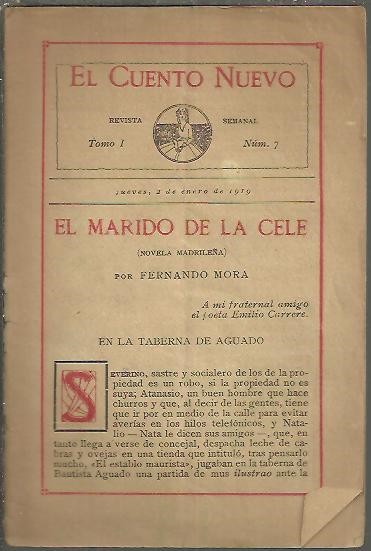 EL CUENTO NUEVO
REVISTA SEMANAL
Tomo I Núm. 7
jueves, 2 de enero de 1919
EL MARIDO DE LA CELE
(NOVELA MADRILEÑA)
POR FERNANDO MORA
A mi fraternal amigo
el poeta Emilio Carrere.
EN LA TABERNA DE AGUADO
SEVERINO, sastre y socialero de los de la pro-
piedad es un robo, si la propiedad no es
suya, Atanasio, un buen hombre que hace
churros y que, al decir de las gentes, tiene
que ir por en medio de la calle para evitar
averías en los hilos telefónicos, y Nata-
lio — Nata le dicen sus amigos —, que, en
tanto llega a verse de concejal, despacha leche de ca-
bras y ovejas en una tienda que intituló, tras pensarlo
mucho, «El establo maurista», jugaban en la taberna de
Bautista Aguado una partida de mus ilustrao ante la